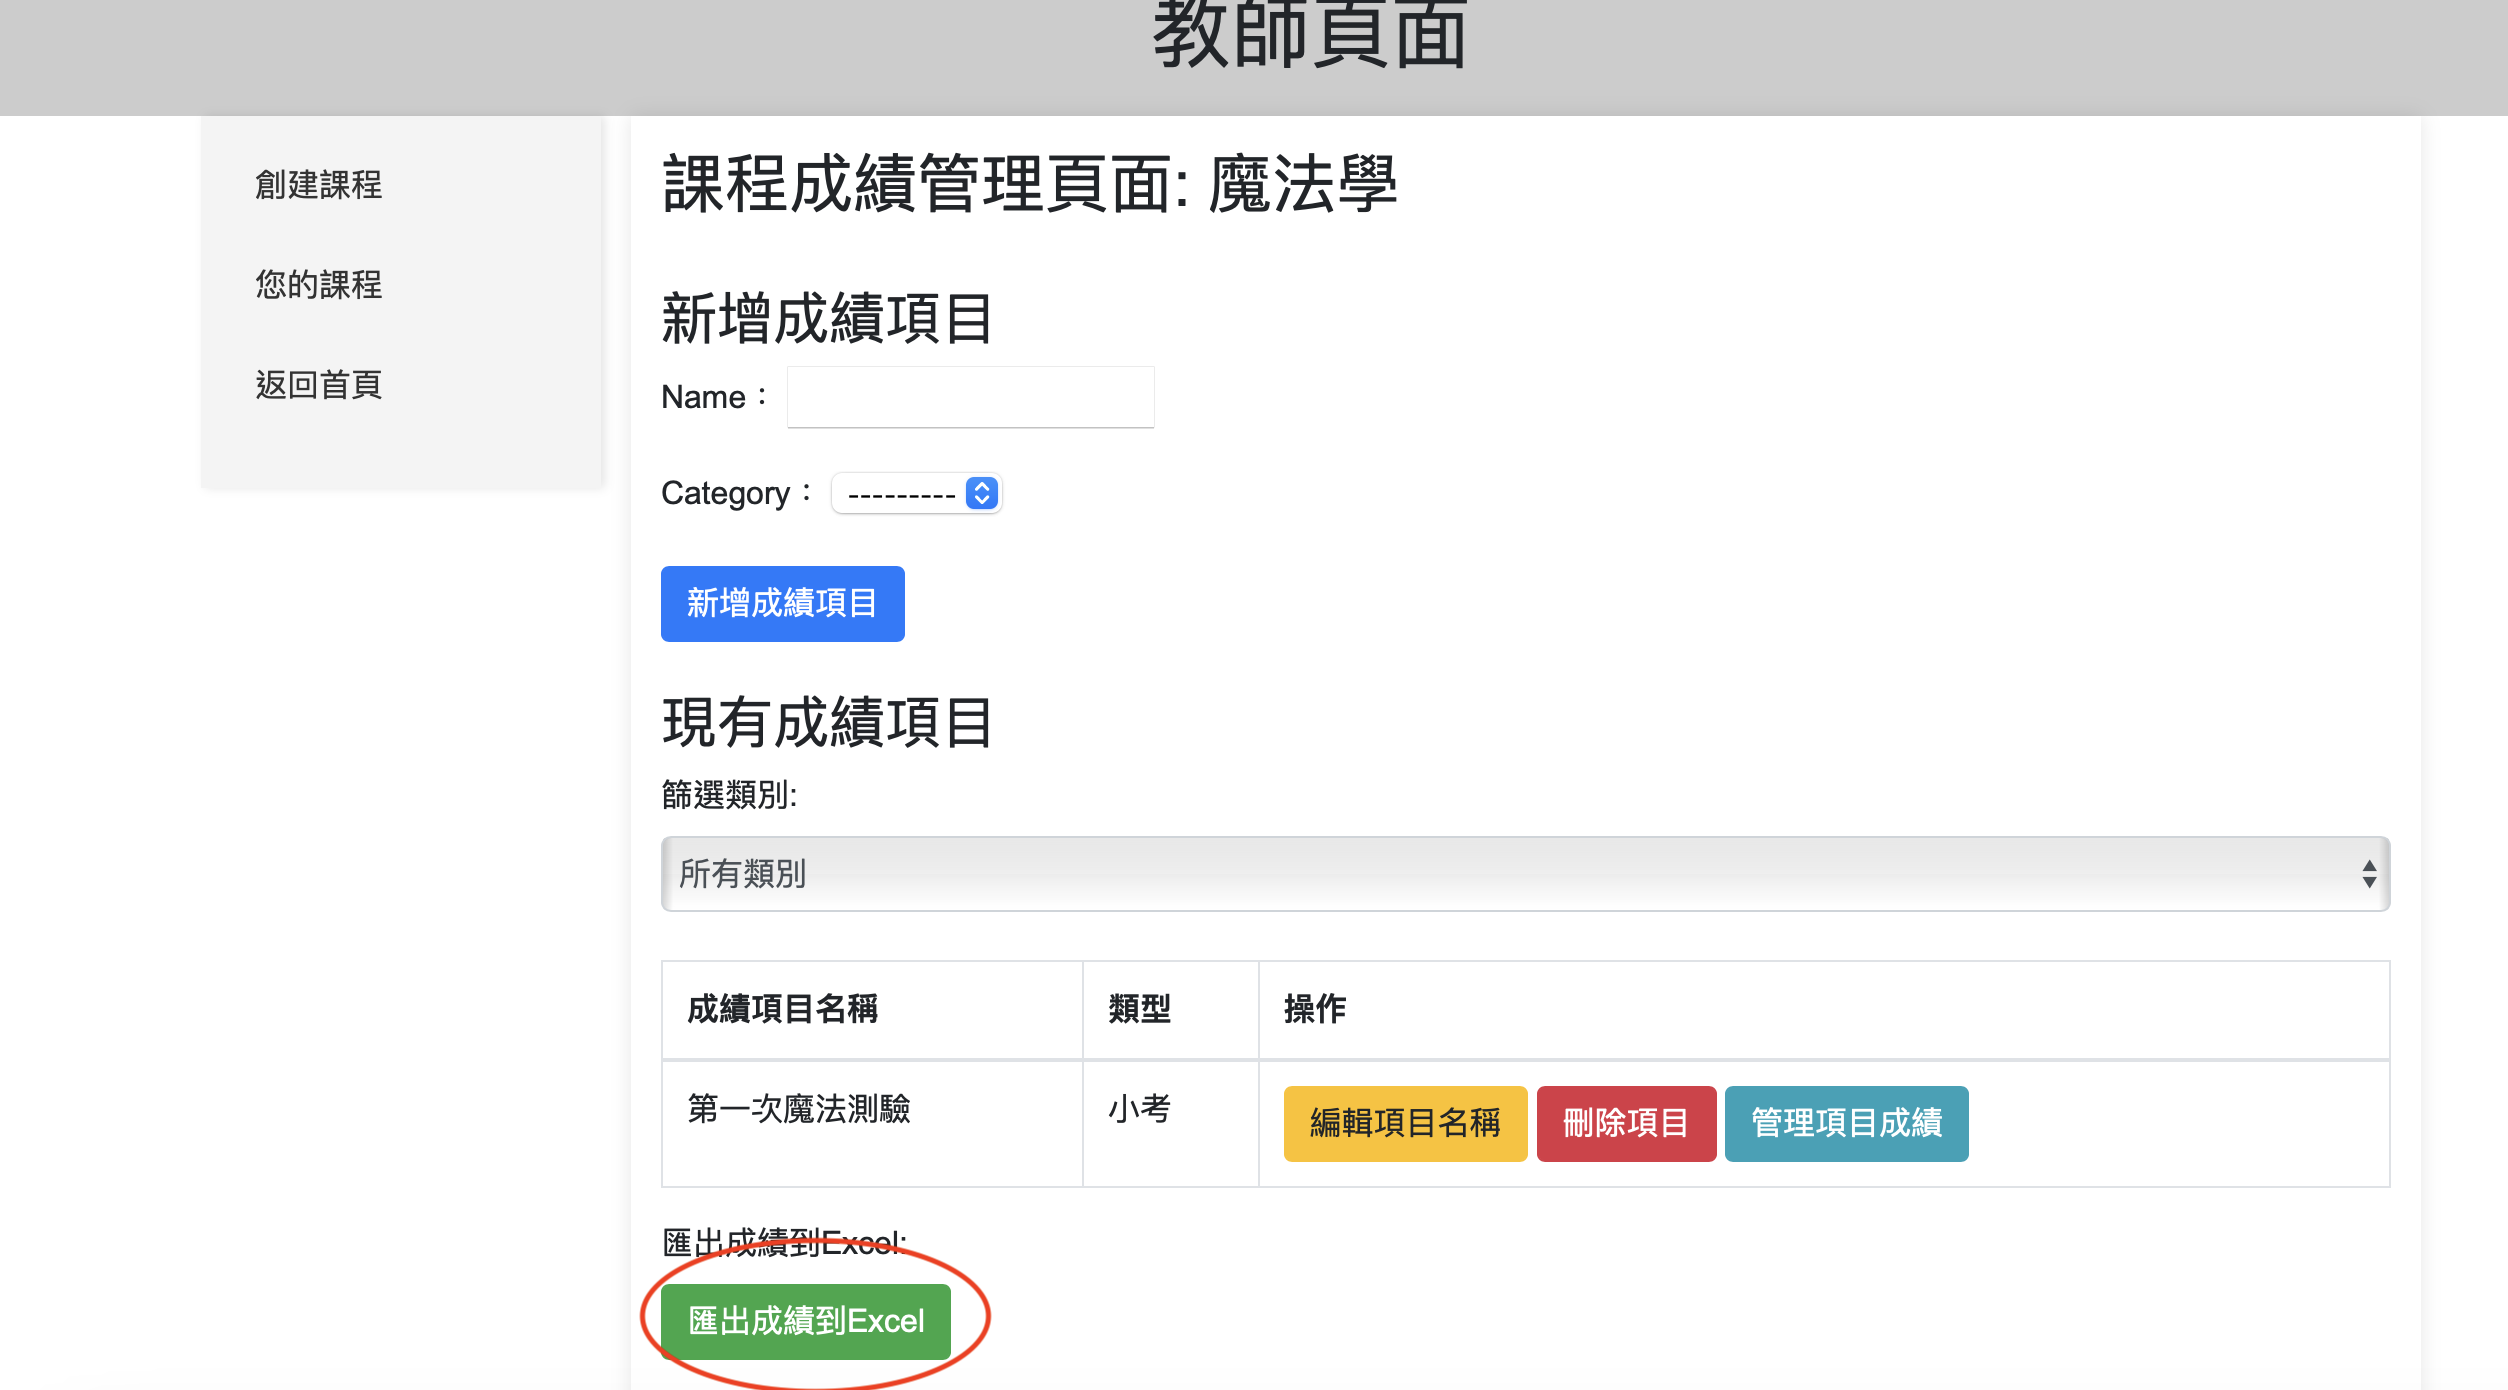 教師頁面
創建課程
您的課程
返回首頁
課程成績管理頁面: 魔法學
新增成績項目
Name：
Category： ---------
新增成績項目
現有成績項目
篩選類別:
所有類別
成績項目名稱 類型 操作
第一次魔法測驗 小考 編輯項目名稱 刪除項目 管理項目成績
匯出成績到Excel:
匯出成績到Excel